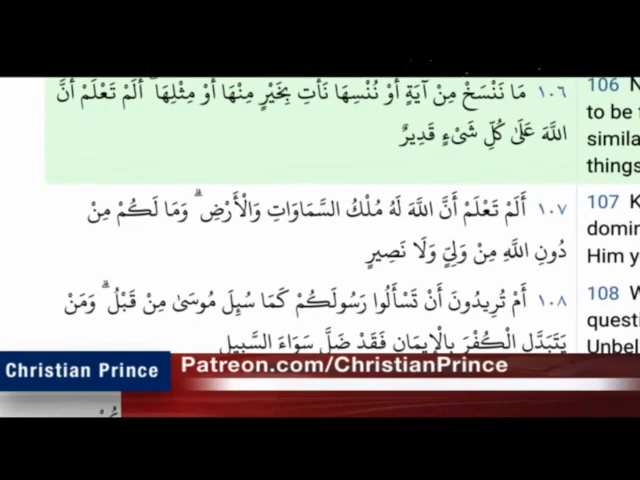 ١٠٦ مَا نَنْسَخْ مِنْ آيَةٍ أَوْ نُنْسِهَا نَأْتِ بِخَيْرٍ مِنْهَا أَوْ مِثْلِهَا ۗ أَلَمْ تَعْلَمْ أَنَّ
اللَّهَ عَلَىٰ كُلِّ شَيْءٍ قَدِيرٌ
106 N
to be
simila
things
١٠٧ أَلَمْ تَعْلَمْ أَنَّ اللَّهَ لَهُ مُلْكُ السَّمَاوَاتِ وَالْأَرْضِ ۗ وَمَا لَكُمْ مِنْ
دُونِ اللَّهِ مِنْ وَلِيٍّ وَلَا نَصِيرٍ
107 K
domin
Him y
١٠٨ أَمْ تُرِيدُونَ أَنْ تَسْأَلُوا رَسُولَكُمْ كَمَا سُئِلَ مُوسَىٰ مِنْ قَبْلُ ۗ وَمَنْ
يَتَبَدَّلِ الْكُفْرَ بِالْإِيمَانِ فَقَدْ ضَلَّ سَوَاءَ السَّبِيلِ
108 W
questi
Unbel
Christian Prince
Patreon.com/ChristianPrince